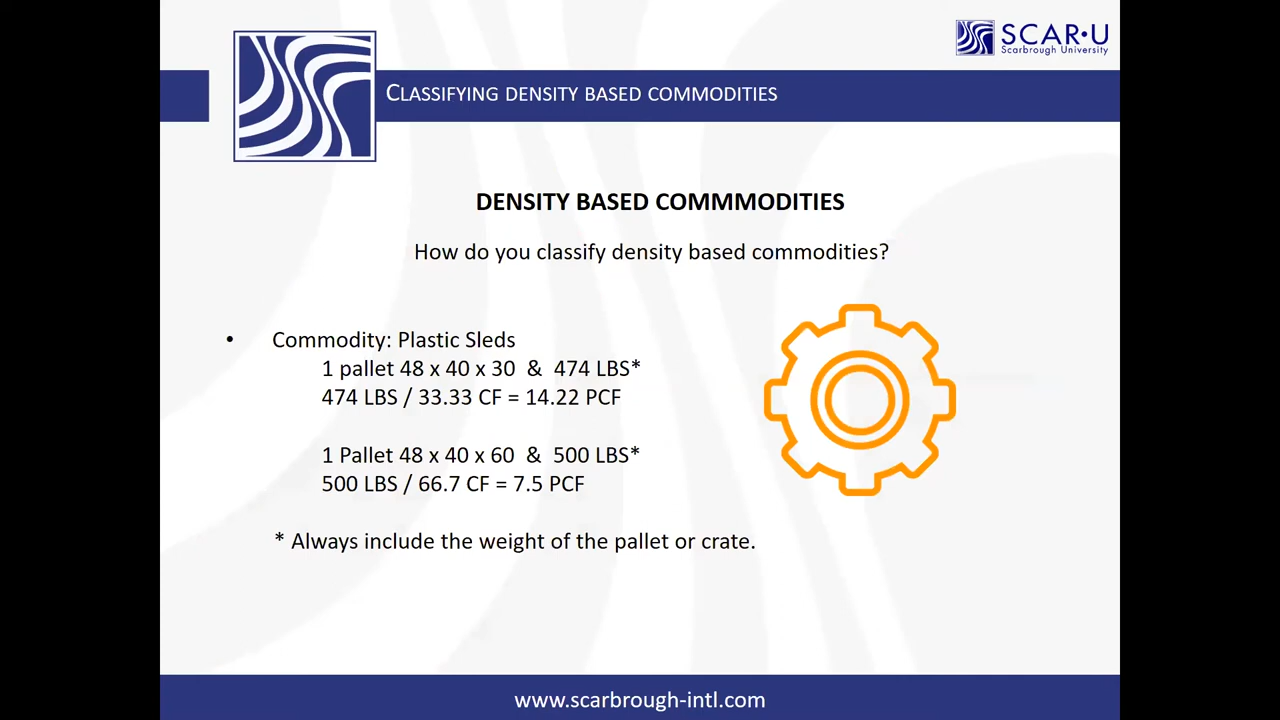 SCAR•U
Scarbrough University
CLASSIFYING DENSITY BASED COMMODITIES
DENSITY BASED COMMMODITIES
How do you classify density based commodities?
• Commodity: Plastic Sleds
1 pallet 48 x 40 x 30 & 474 LBS*
474 LBS / 33.33 CF = 14.22 PCF
1 Pallet 48 x 40 x 60 & 500 LBS*
500 LBS / 66.7 CF = 7.5 PCF
* Always include the weight of the pallet or crate.
www.scarbrough-intl.com